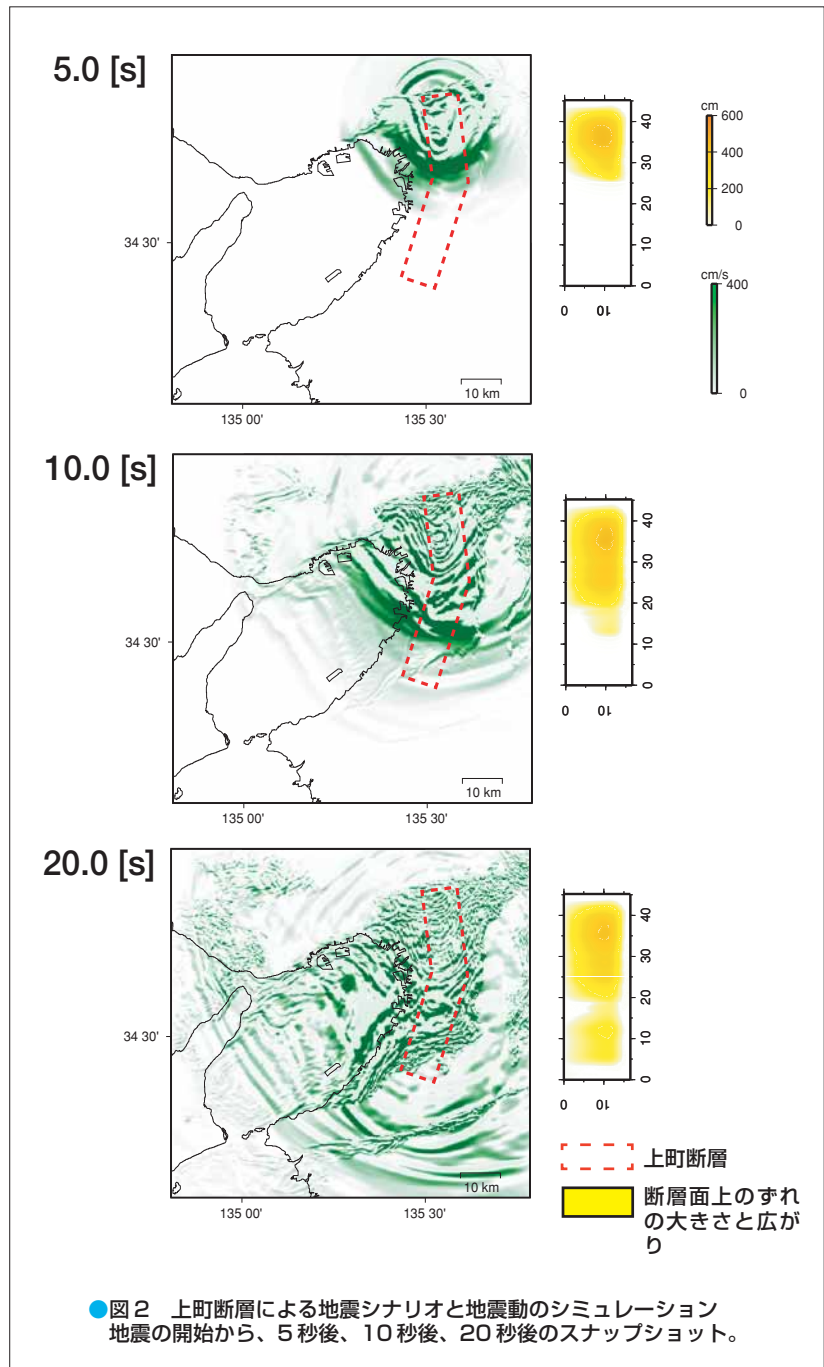 5.0 [s]
34 30'
135 00'
135 30'
10 km
40
30
20
10
0
0
10
cm
600
400
200
0
cm/s
400
0
10.0 [s]
34 30'
135 00'
135 30'
10 km
40
30
20
10
0
0
10
20.0 [s]
34 30'
135 00'
135 30'
10 km
40
30
20
10
0
0
10
上町断層
断層面上のずれ
の大きさと広が
り
●図2 上町断層による地震シナリオと地震動のシミュレーション
地震の開始から、5秒後、10秒後、20秒後のスナップショット。